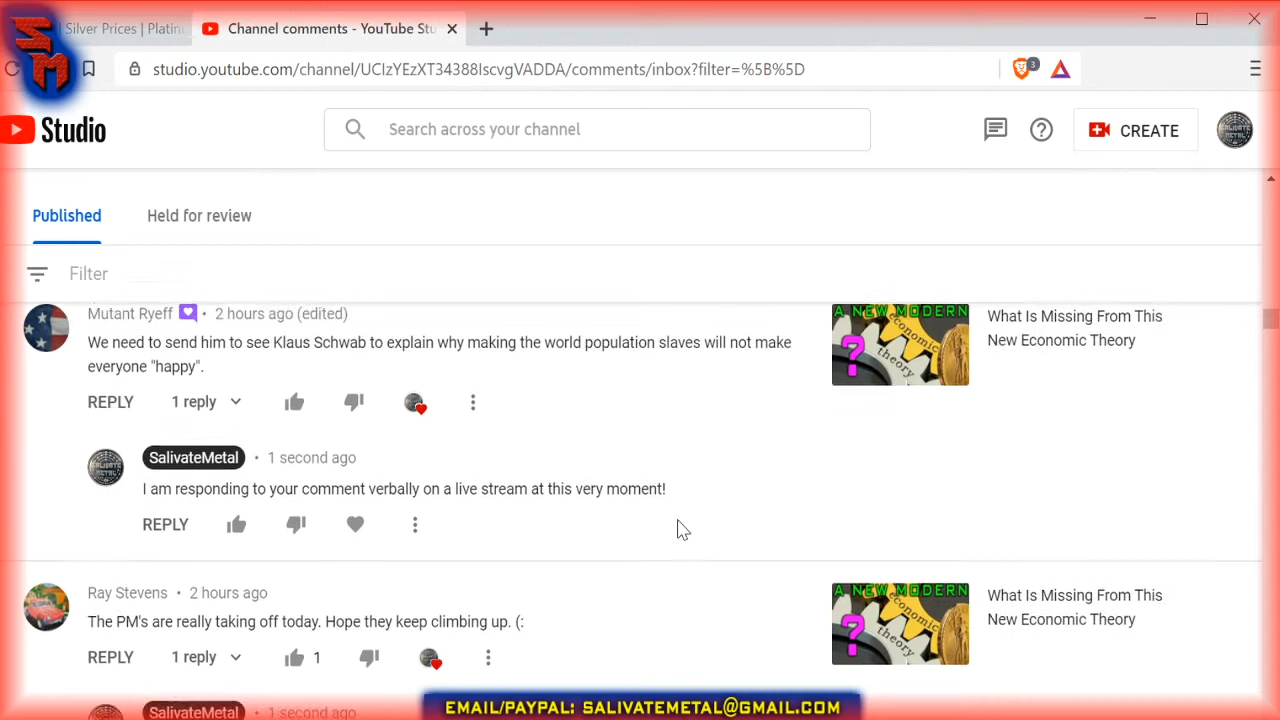 SM
Silver Prices | Platin
Channel comments - YouTube Stu
studio.youtube.com/channel/UCIzYEzXT34388IscvgVADDA/comments/inbox?filter=%5B%5D
3
Studio
Search across your channel
CREATE
Published
Held for review
Filter
Mutant Ryeff • 2 hours ago (edited)
We need to send him to see Klaus Schwab to explain why making the world population slaves will not make
everyone "happy".
REPLY 1 reply
A NEW MODERN
economic
theory
?
What Is Missing From This
New Economic Theory
SalivateMetal • 1 second ago
I am responding to your comment verbally on a live stream at this very moment!
REPLY
Ray Stevens • 2 hours ago
The PM's are really taking off today. Hope they keep climbing up. (:
REPLY 1 reply 1
A NEW MODERN
economic
theory
?
What Is Missing From This
New Economic Theory
SalivateMetal • 1 second ago
EMAIL/PAYPAL: SALIVATEMETAL@GMAIL.COM